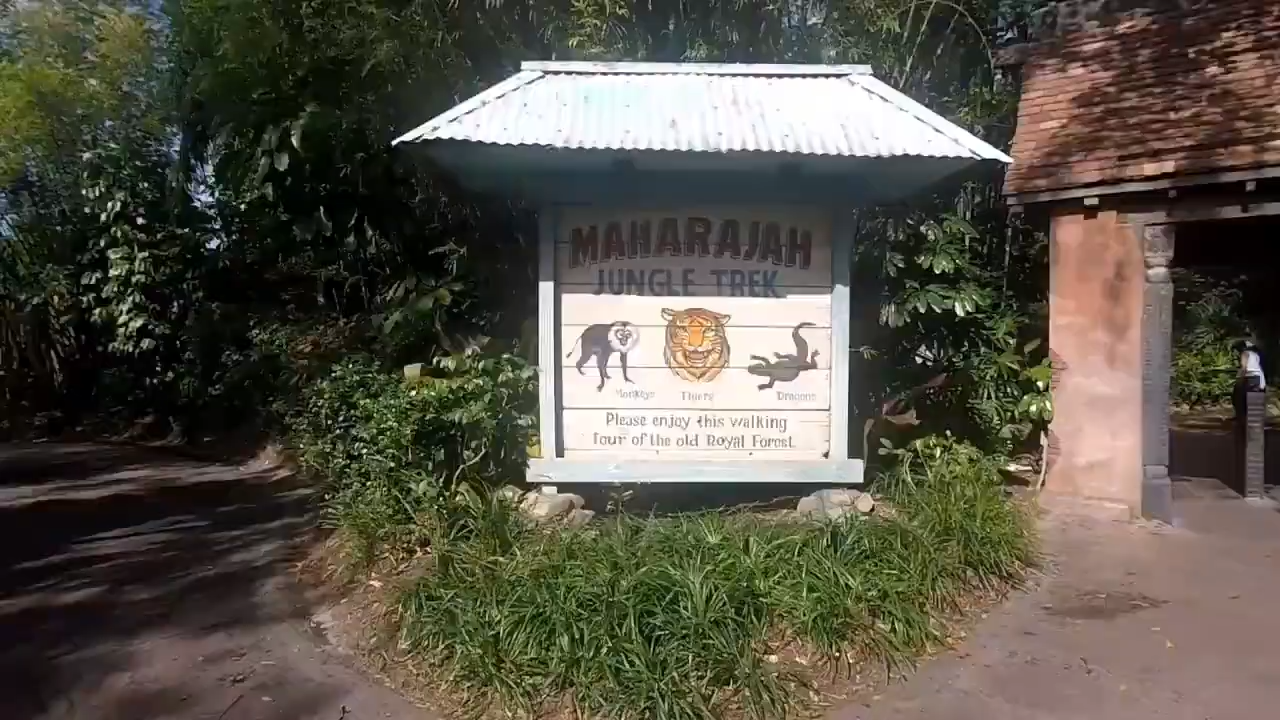 MAHARAJAH
JUNGLE TREK
Monkeys Tigers Dragons
Please enjoy this walking
Tour of the old Royal Forest.